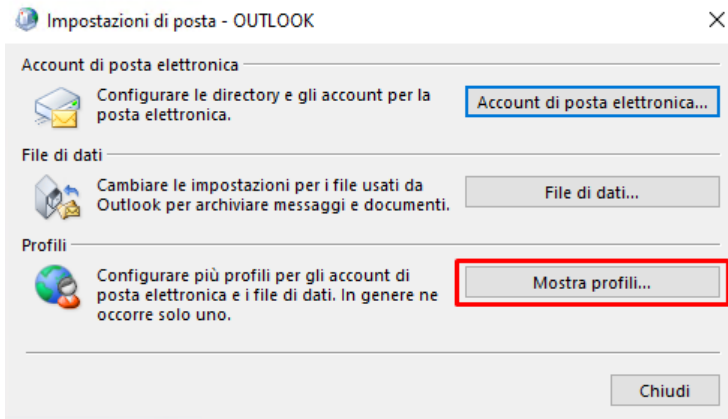 Impostazioni di posta - OUTLOOK
Account di posta elettronica
Configurare le directory e gli account per la
posta elettronica.
Account di posta elettronica...
File di dati
Cambiare le impostazioni per i file usati da
Outlook per archiviare messaggi e documenti.
File di dati...
Profili
Configurare più profili per gli account di
posta elettronica e i file di dati. In genere ne
occorre solo uno.
Mostra profili...
Chiudi